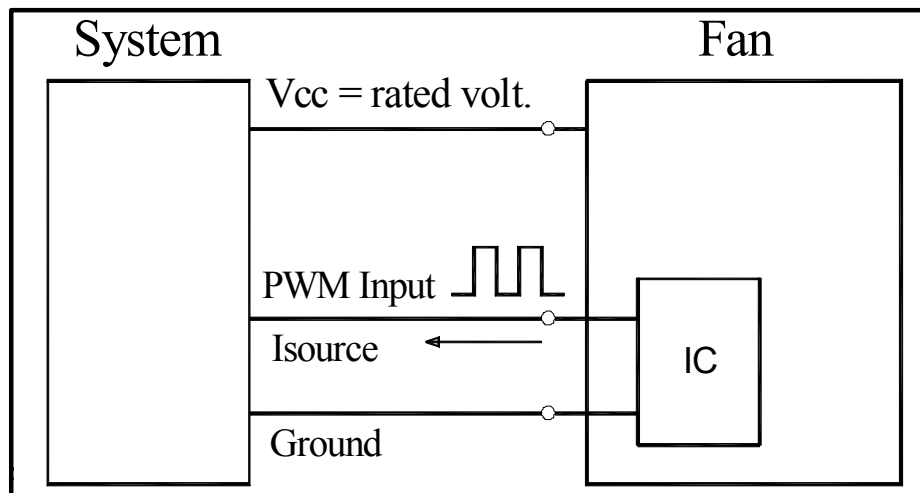 System
Fan
Vcc = rated volt.
PWM Input
Isource
IC
Ground